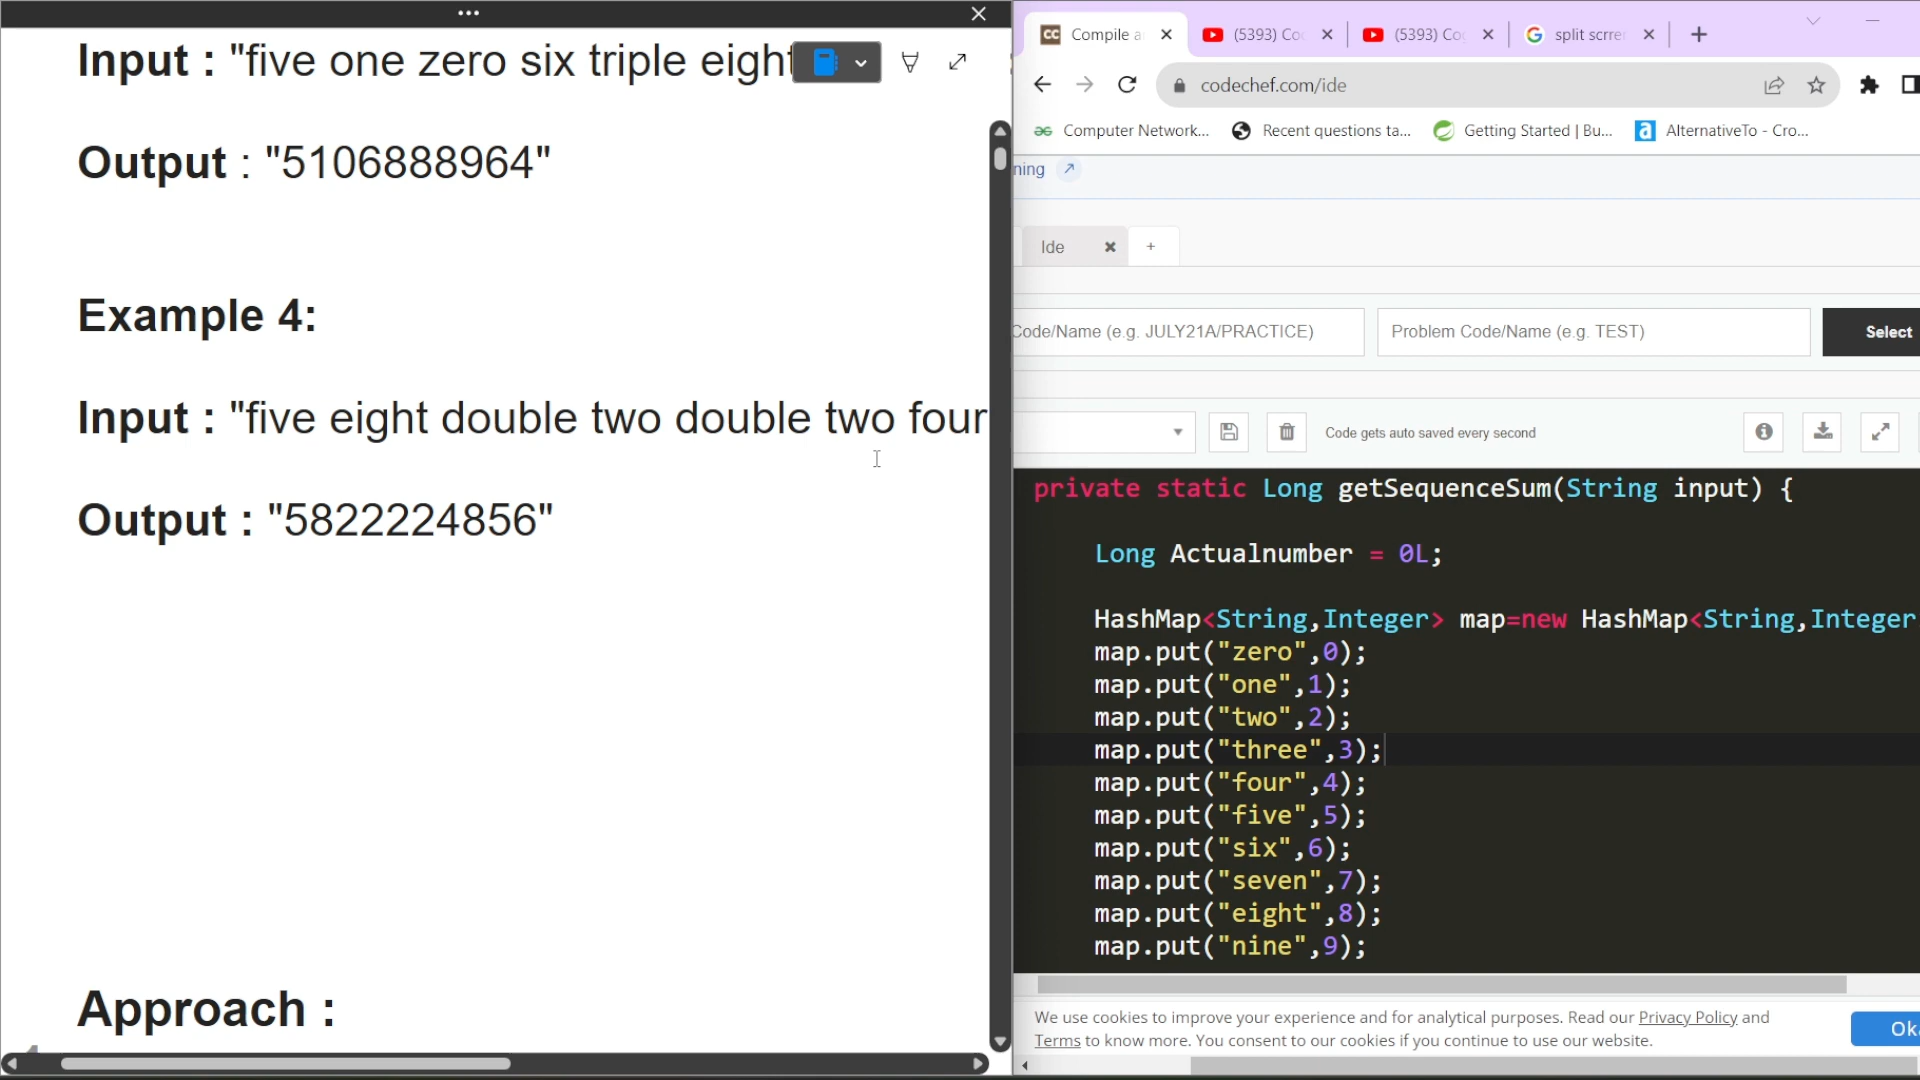 Input : "five one zero six triple eight
Output : "5106888964"
Example 4:
Input : "five eight double two double two four
Output : "5822224856"
Approach :
CC Compile a
(5393) Co
(5393) Co
G split scrree
codechef.com/ide
Computer Network...
Recent questions ta...
Getting Started | Bu...
a AlternativeTo - Cro...
ning
Ide
Code/Name (e.g. JULY21A/PRACTICE)
Problem Code/Name (e.g. TEST)
Select
Code gets auto saved every second
private static Long getSequenceSum(String input) {
Long Actualnumber = 0L;
HashMap<String,Integer> map=new HashMap<String,Integer
map.put("zero",0);
map.put("one",1);
map.put("two",2);
map.put("three",3);
map.put("four",4);
map.put("five",5);
map.put("six",6);
map.put("seven",7);
map.put("eight",8);
map.put("nine",9);
We use cookies to improve your experience and for analytical purposes. Read our Privacy Policy and
Terms to know more. You consent to our cookies if you continue to use our website.
Ok